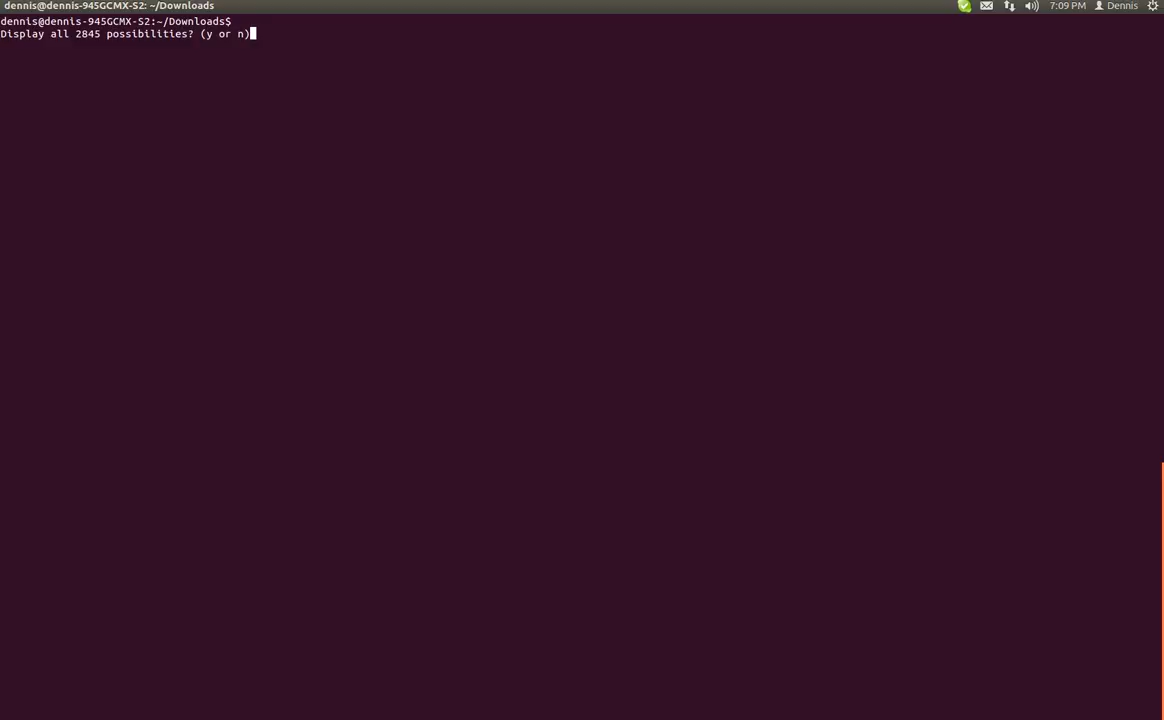 dennis@dennis-945GCMX-S2: ~/Downloads
7:09 PM
Dennis
dennis@dennis-945GCMX-S2:~/Downloads$
Display all 2845 possibilities? (y or n)